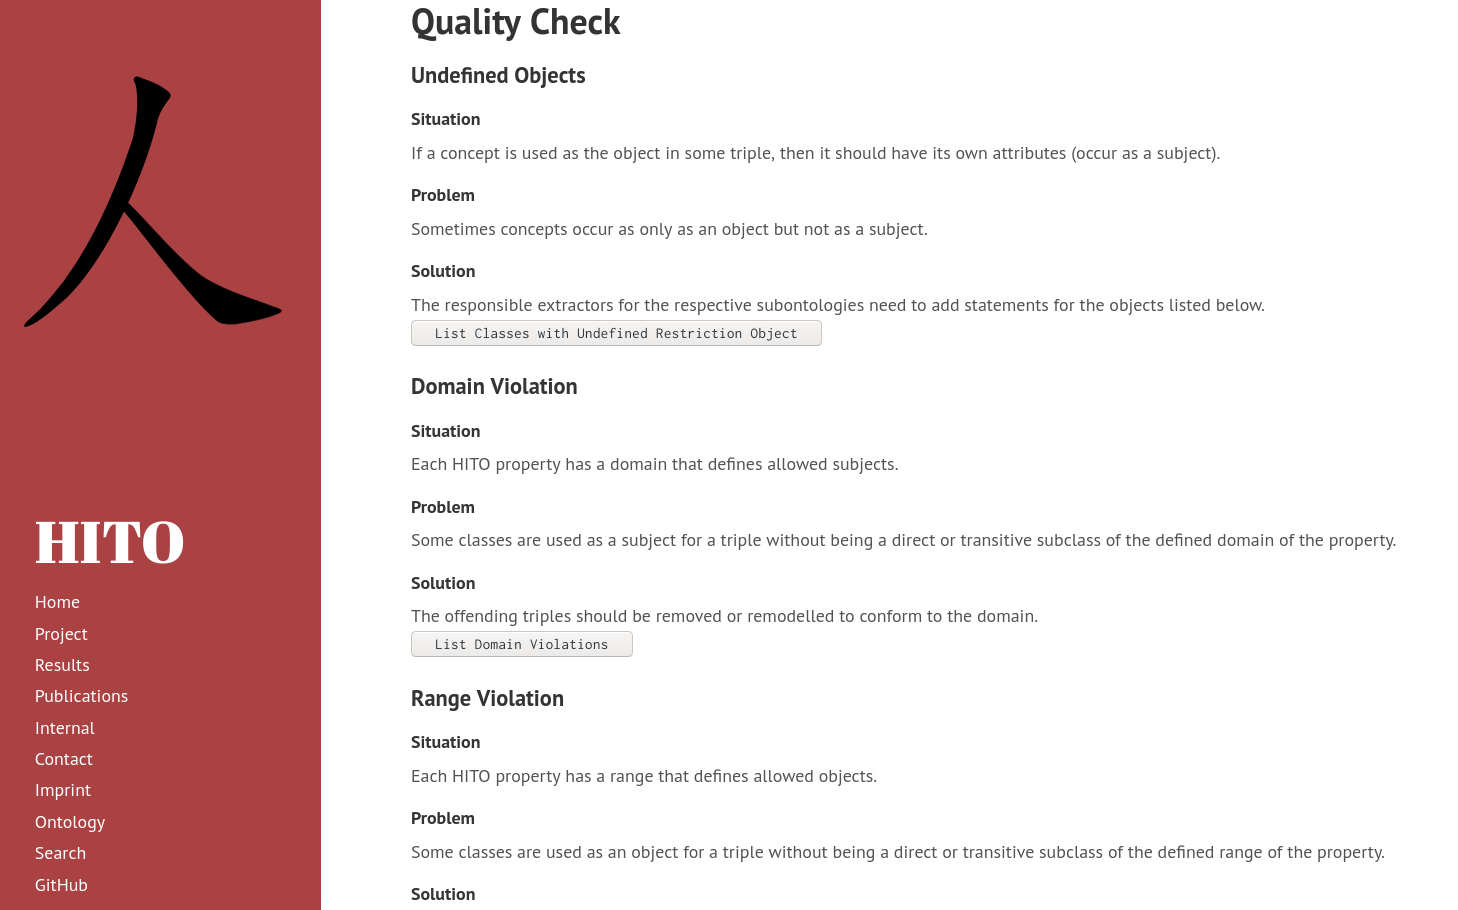 人
HITO
Home
Project
Results
Publications
Internal
Contact
Imprint
Ontology
Search
GitHub
Quality Check
Undefined Objects
Situation
If a concept is used as the object in some triple, then it should have its own attributes (occur as a subject).
Problem
Sometimes concepts occur as only as an object but not as a subject.
Solution
The responsible extractors for the respective subontologies need to add statements for the objects listed below.
List Classes with Undefined Restriction Object
Domain Violation
Situation
Each HITO property has a domain that defines allowed subjects.
Problem
Some classes are used as a subject for a triple without being a direct or transitive subclass of the defined domain of the property.
Solution
The offending triples should be removed or remodelled to conform to the domain.
List Domain Violations
Range Violation
Situation
Each HITO property has a range that defines allowed objects.
Problem
Some classes are used as an object for a triple without being a direct or transitive subclass of the defined range of the property.
Solution